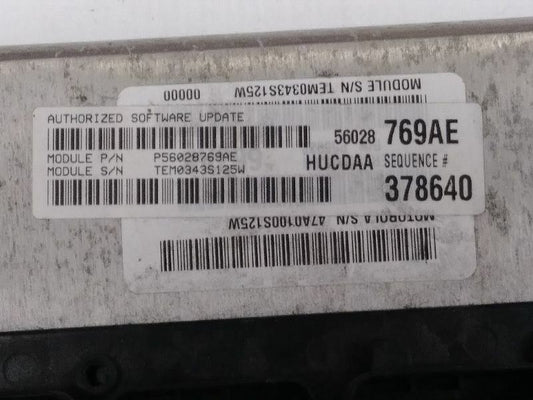 MODULE S/N TEM0343S125W
00000
AUTHORIZED SOFTWARE UPDATE
56028 769AE
MODULE P/N P56028769AE
MODULE S/N TEM0343S125W
HUCDAA SEQUENCE #
378640
MOTOROLA S/N 47A0100S125W